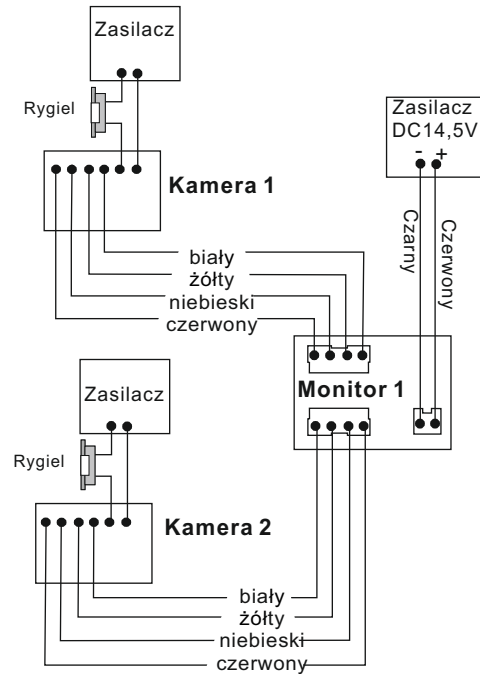 Zasilacz
Rygiel
Kamera 1
Zasilacz
DC14,5V
- +
Czarny
Czerwony
biały
żółty
niebieski
czerwony
Monitor 1
Zasilacz
Rygiel
Kamera 2
biały
żółty
niebieski
czerwony